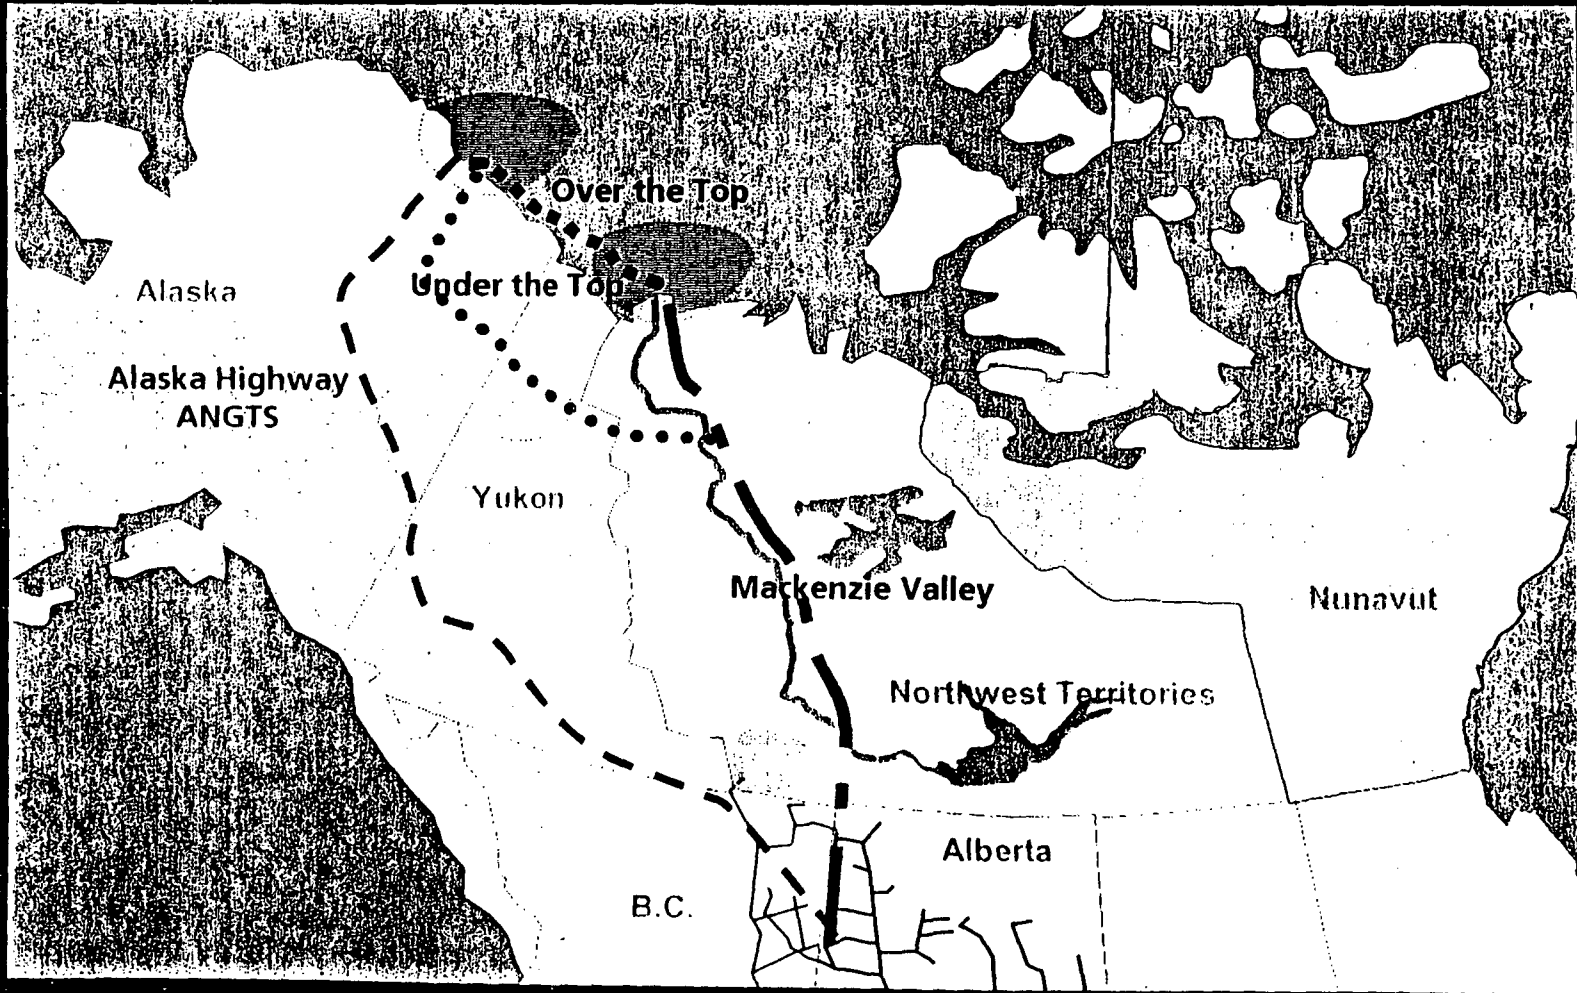 Over the Top
Under the Top
Alaska
Alaska Highway
ANGTS
Yukon
Mackenzie Valley
Nunavut
Northwest Territories
Alberta
B.C.